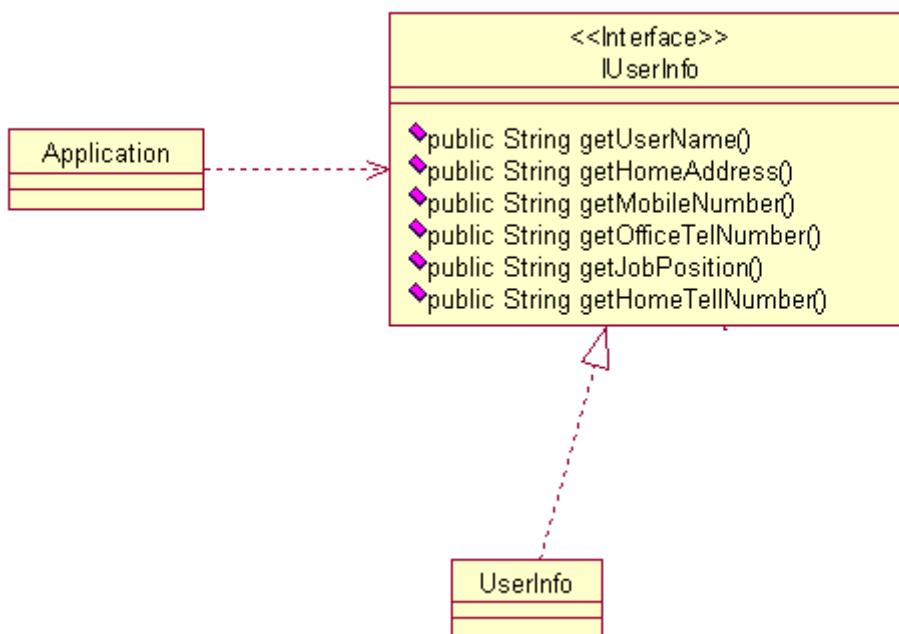 <<Interface>>
IUserInfo
Application
public String getUserName()
public String getHomeAddress()
public String getMobileNumber()
public String getOfficeTelNumber()
public String getJobPosition()
public String getHomeTellNumber()
UserInfo